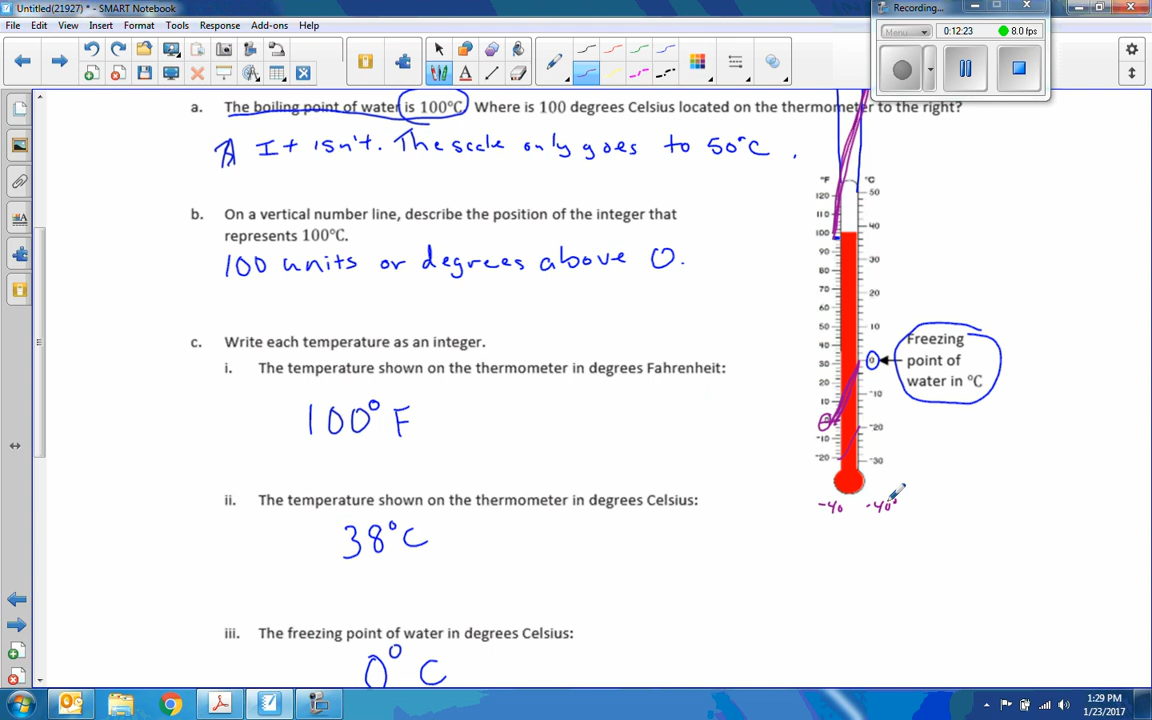 Untitled(21927) * - SMART Notebook
File Edit View Insert Format Tools Response Add-ons Help
Recording...
Menu
0:12:23 8.0 fps
a. The boiling point of water is 100°C. Where is 100 degrees Celsius located on the thermometer to the right?
It isn't. The scale only goes to 50°C.
b. On a vertical number line, describe the position of the integer that
represents 100°C.
100 units or degrees above 0.
c. Write each temperature as an integer.
i. The temperature shown on the thermometer in degrees Fahrenheit:
100° F
ii. The temperature shown on the thermometer in degrees Celsius:
38°C
iii. The freezing point of water in degrees Celsius:
0° C
°F °C
120 50
110
100 40
90
80 30
70 20
60
50 10
40
30 0
20
10 -10
0
-10 -20
-20 -30
-40 -40°
Freezing
point of
water in °C
1:29 PM
1/23/2017